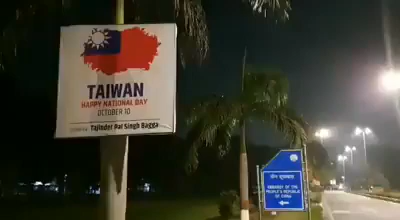 TAIWAN
HAPPY NATIONAL DAY
OCTOBER 10
Tajinder Pal Singh Bagga
चीन दूतावास
EMBASSY OF THE
PEOPLE'S REPUBLIC
OF CHINA